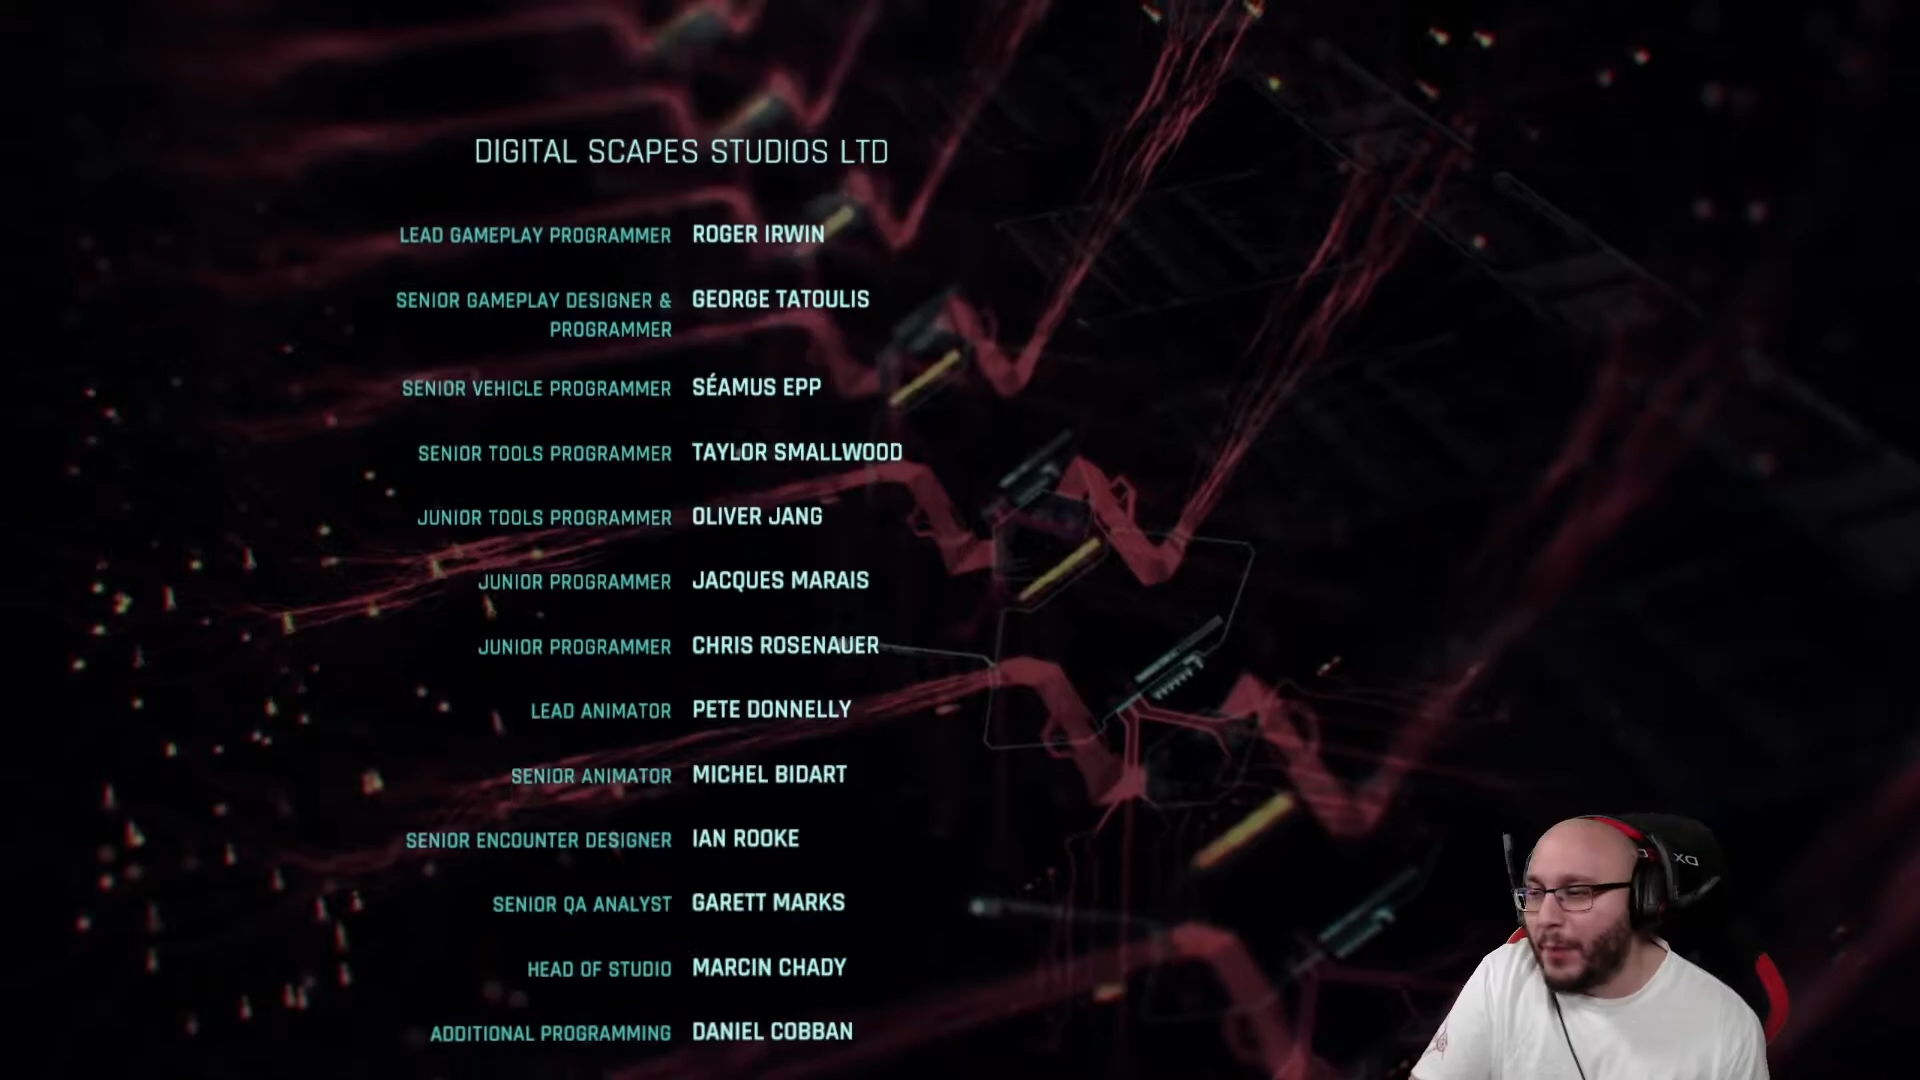 DIGITAL SCAPES STUDIOS LTD
LEAD GAMEPLAY PROGRAMMER ROGER IRWIN
SENIOR GAMEPLAY DESIGNER & GEORGE TATOULIS
PROGRAMMER
SENIOR VEHICLE PROGRAMMER SÉAMUS EPP
SENIOR TOOLS PROGRAMMER TAYLOR SMALLWOOD
JUNIOR TOOLS PROGRAMMER OLIVER JANG
JUNIOR PROGRAMMER JACQUES MARAIS
JUNIOR PROGRAMMER CHRIS ROSENAUER
LEAD ANIMATOR PETE DONNELLY
SENIOR ANIMATOR MICHEL BIDART
SENIOR ENCOUNTER DESIGNER IAN ROOKE
SENIOR QA ANALYST GARETT MARKS
HEAD OF STUDIO MARCIN CHADY
ADDITIONAL PROGRAMMING DANIEL COBBAN